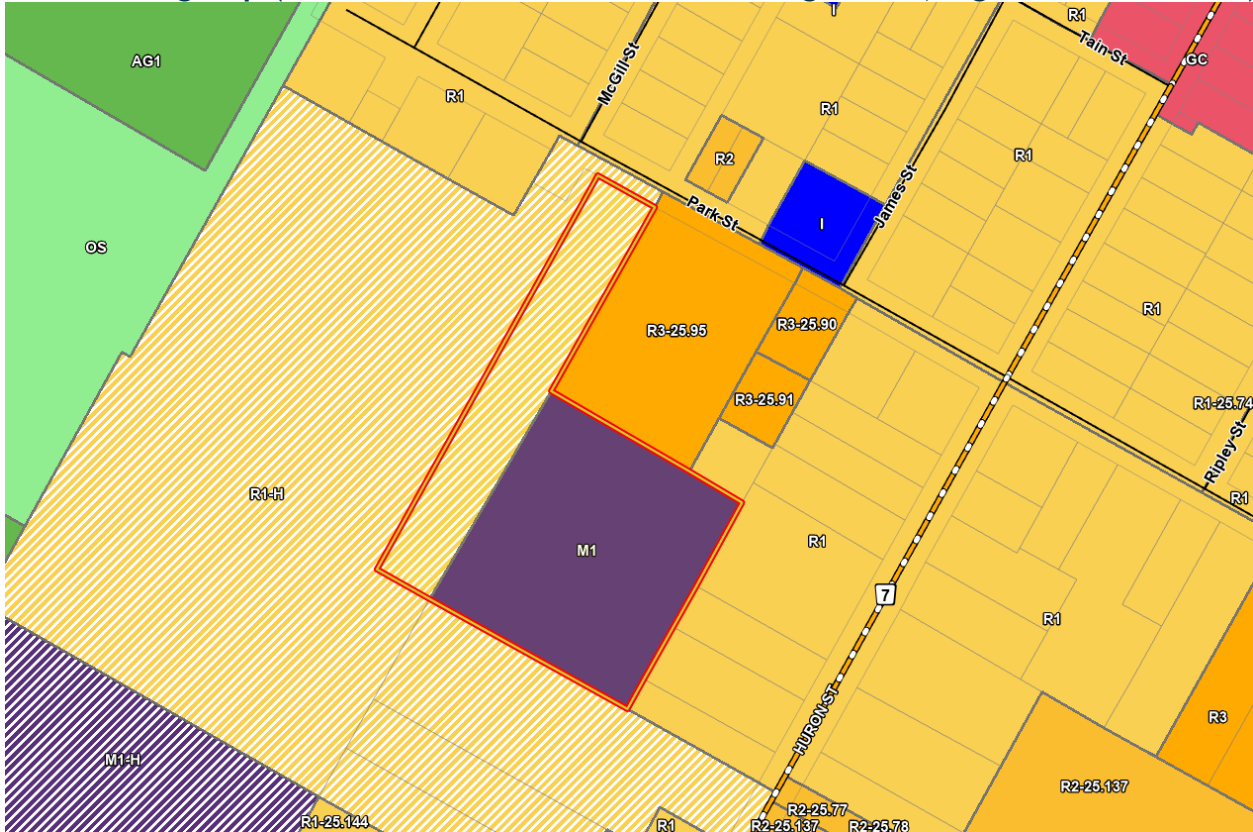 R1
Tain St
GC
AG1
McGill St
R1
R1
I
R2
R1
James St
Park St
I
OS
R1
R3-25.95
R3-25.90
R3-25.91
R1-25.74
Ripley St
R1
R1-H
M1
R1
7
R1
HURON ST
R3
M1-H
R2-25.137
R1-25.144
R1
R2-25.77
R2-25.137
R2-25.78